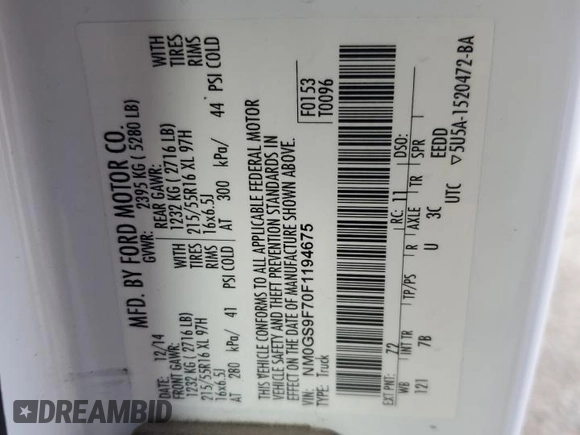 MFD. BY FORD MOTOR CO.
DATE: 12/14 GVWR: 2395 KG ( 5280 LB)
FRONT GAWR: REAR GAWR: WITH
1232 KG ( 2716 LB) WITH 1232 KG ( 2716 LB) TIRES
215/55R16 XL 97H TIRES 215/55R16 XL 97H RIMS
16x6.5J RIMS 16x6.5J
AT 280 kPa/ 41 PSI COLD AT 300 kPa/ 44 PSI COLD
THIS VEHICLE CONFORMS TO ALL APPLICABLE FEDERAL MOTOR
VEHICLE SAFETY AND THEFT PREVENTION STANDARDS IN
EFFECT ON THE DATE OF MANUFACTURE SHOWN ABOVE.
VIN: NM0GS9F70F1194675 F0153
TYPE: Truck T0096
EXT PNT: Z2 RC: 11 DSO:
WB INT TR TP/PS R AXLE TR SPR
121 7B U 3C EEDD
UTC ▽5U5A-1520472-BA
DREAMBID